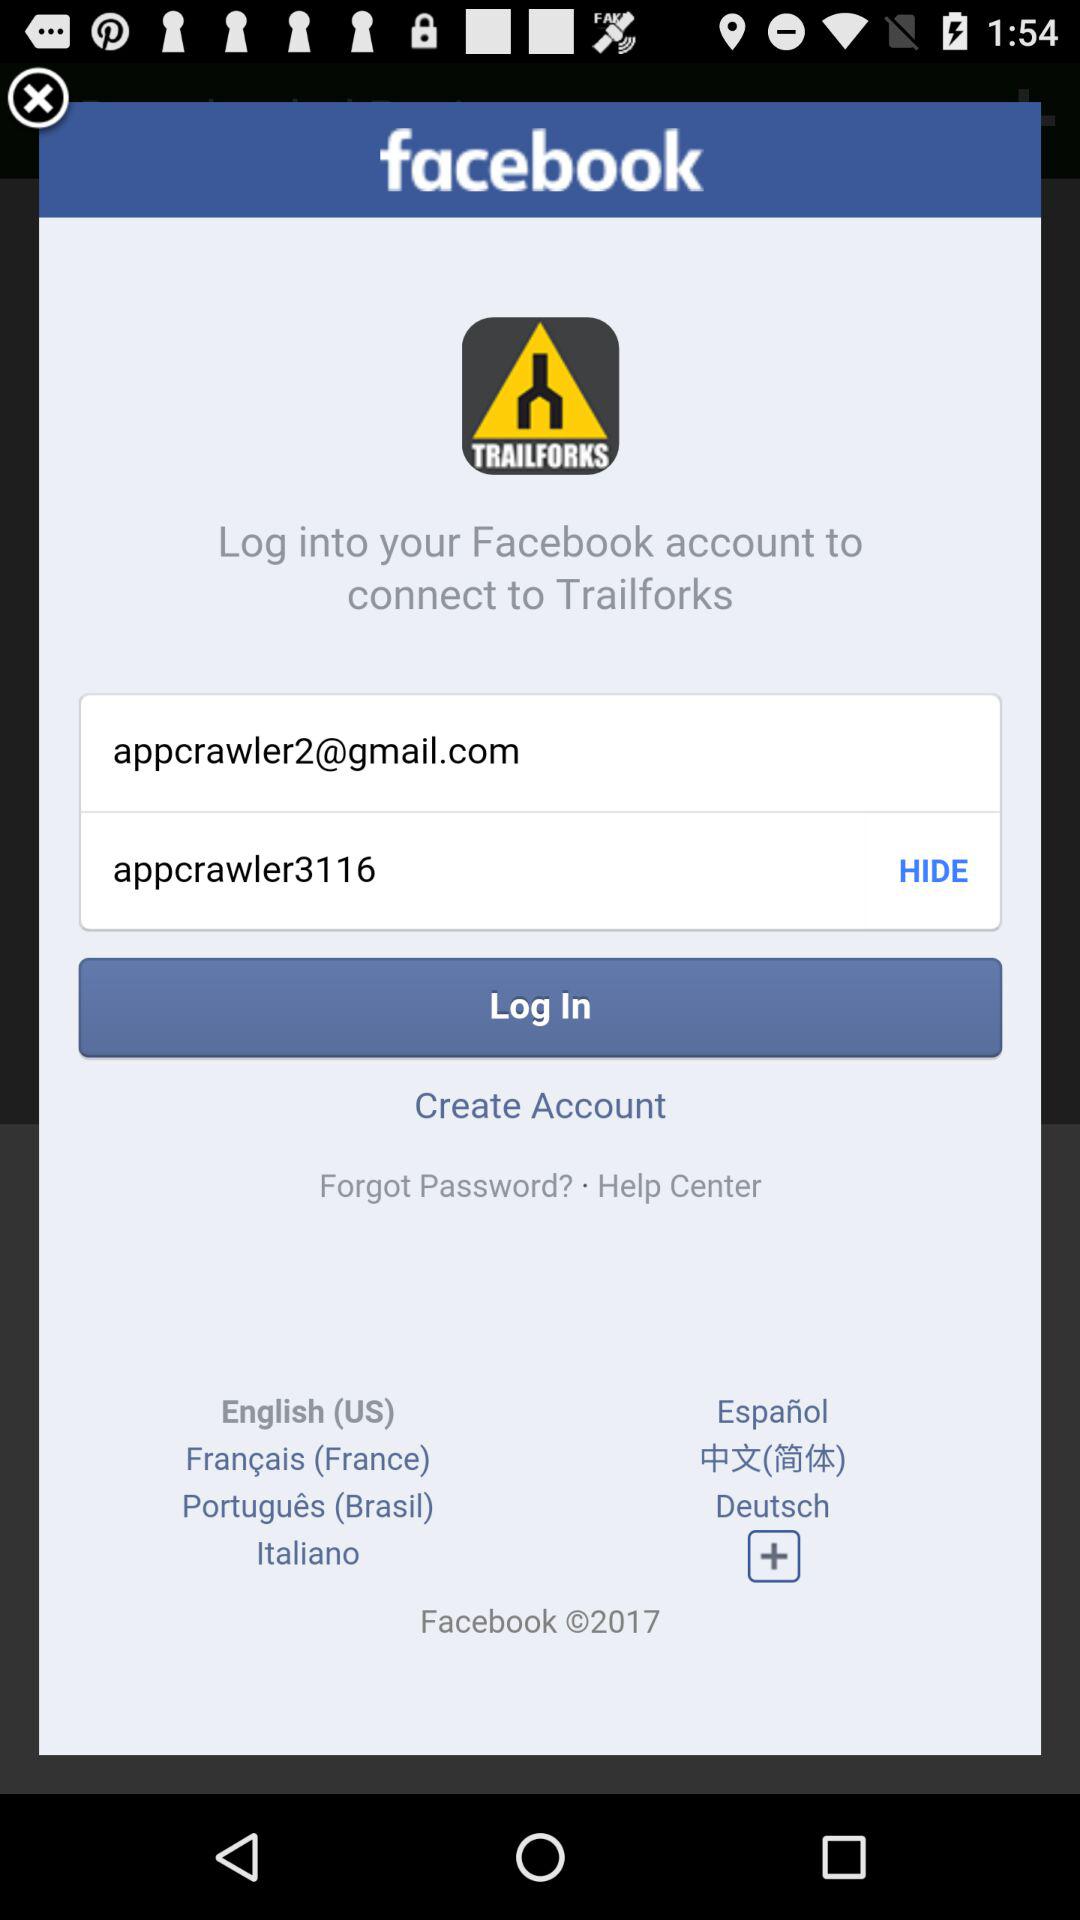 FAKE
1:54
facebook
TRAILFORKS
Log into your Facebook account to
connect to Trailforks
appcrawler2@gmail.com
appcrawler3116
HIDE
Log In
Create Account
Forgot Password? · Help Center
English (US)
Español
Français (France)
中文(简体)
Português (Brasil)
Deutsch
Italiano
Facebook ©2017